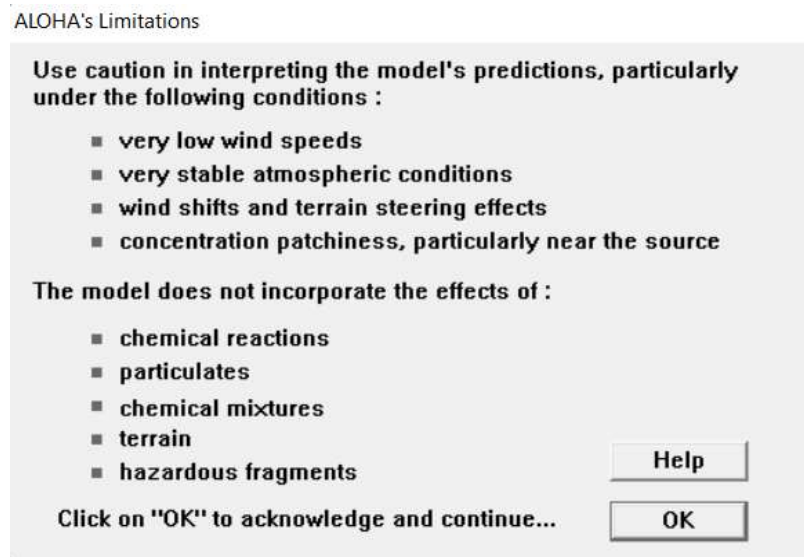 ALOHA's Limitations
Use caution in interpreting the model's predictions, particularly
under the following conditions :
very low wind speeds
very stable atmospheric conditions
wind shifts and terrain steering effects
concentration patchiness, particularly near the source
The model does not incorporate the effects of :
chemical reactions
particulates
chemical mixtures
terrain
hazardous fragments
Help
Click on "OK" to acknowledge and continue...
OK